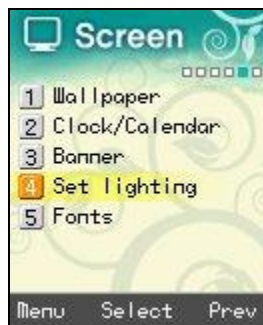 Screen
1 Wallpaper
2 Clock/Calendar
3 Banner
4 Set lighting
5 Fonts
Menu Select Prev